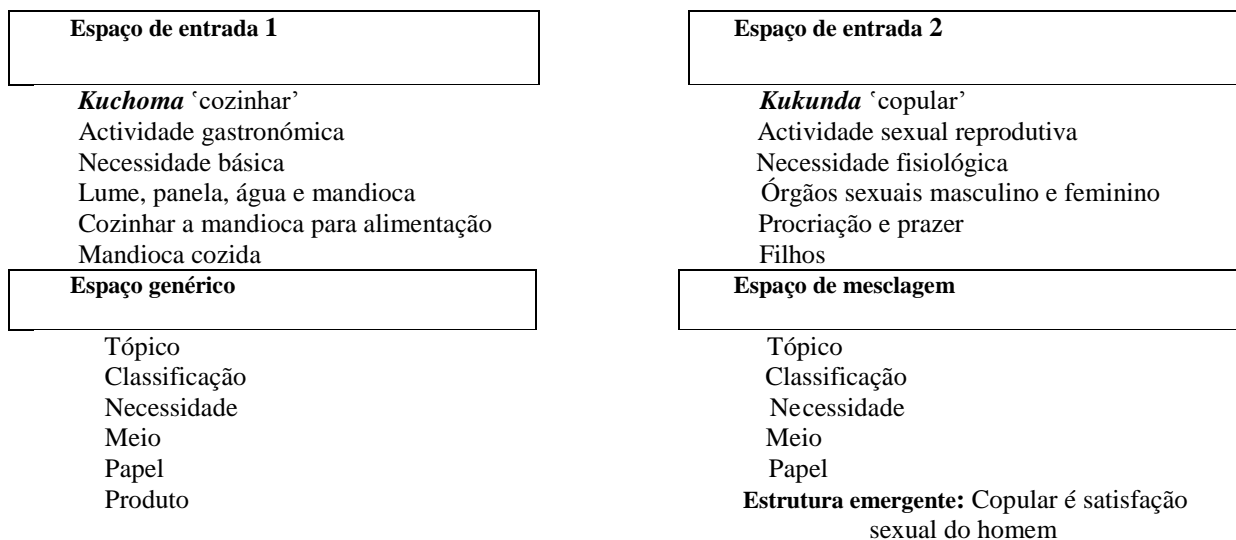 Espaço de entrada 1
Kuchoma ‘cozinhar’
Actividade gastronómica
Necessidade básica
Lume, panela, água e mandioca
Cozinhar a mandioca para alimentação
Mandioca cozida
Espaço de entrada 2
Kukunda ‘copular’
Actividade sexual reprodutiva
Necessidade fisiológica
Órgãos sexuais masculino e feminino
Procriação e prazer
Filhos
Espaço genérico
Tópico
Classificação
Necessidade
Meio
Papel
Produto
Espaço de mesclagem
Tópico
Classificação
Necessidade
Meio
Papel
Estrutura emergente: Copular é satisfação
sexual do homem